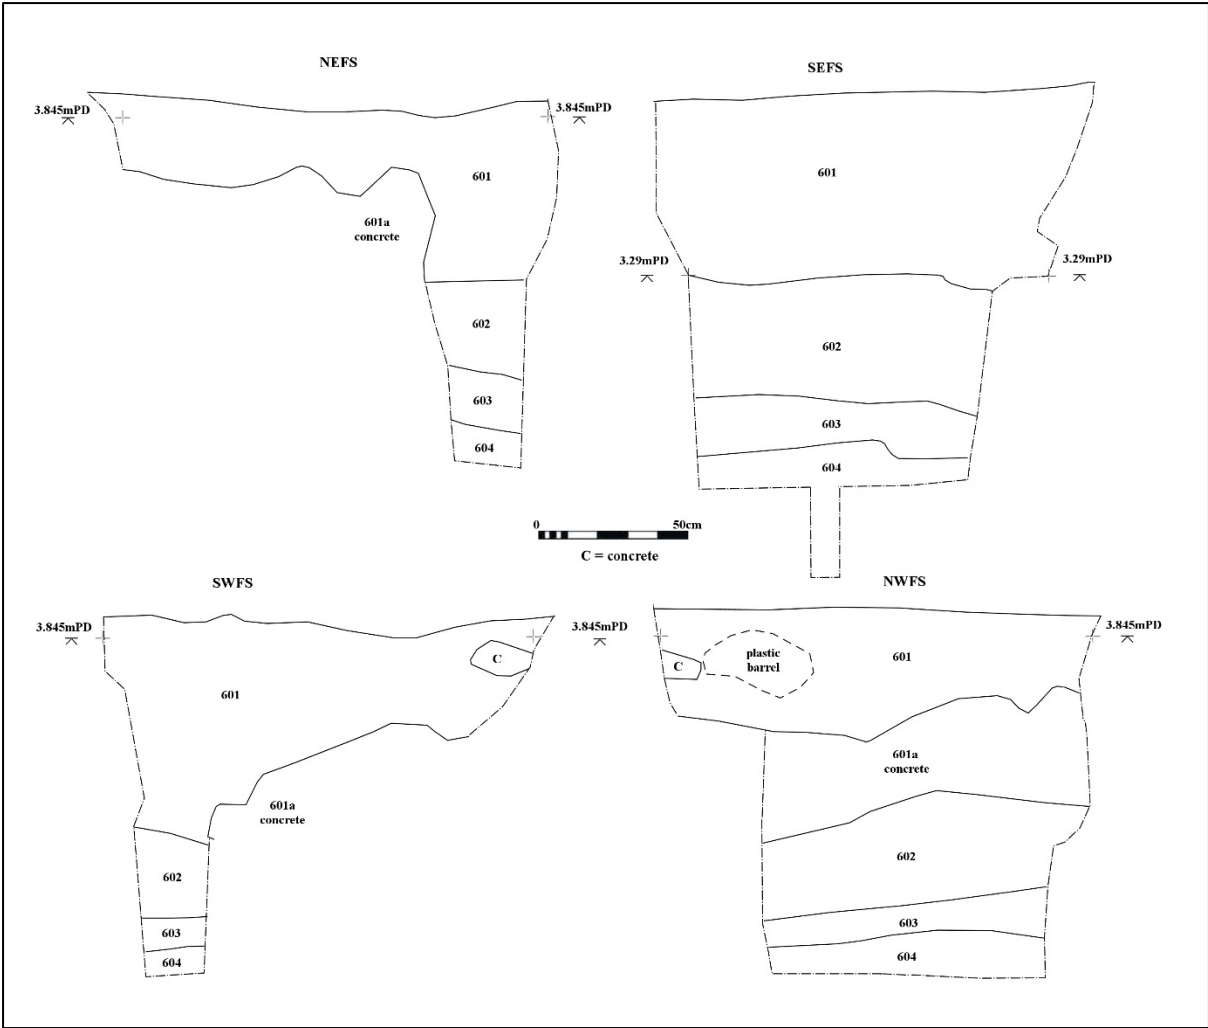 NEFS
3.845mPD
3.845mPD
601
601a
concrete
602
603
604
SEFS
601
3.29mPD
3.29mPD
602
603
604
0 50cm
C = concrete
SWFS
3.845mPD
3.845mPD
C
601
601a
concrete
602
603
604
NWFS
3.845mPD
C
plastic
barrel
601
601a
concrete
602
603
604